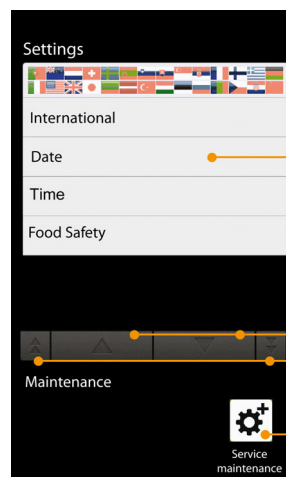 Settings
International
Date
Time
Food Safety
Maintenance
Service
maintenance